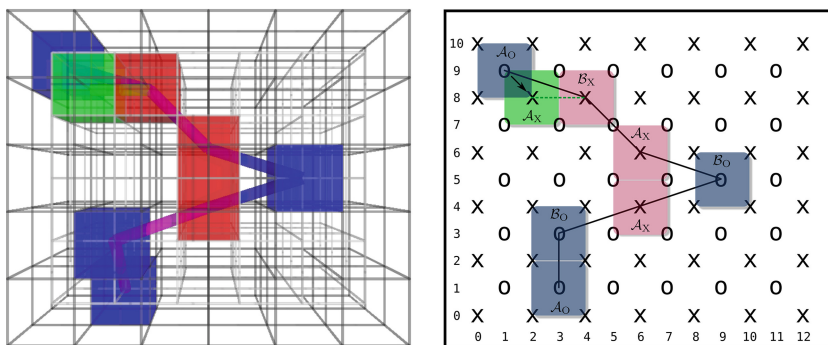 10 X X X X X X X
𝒜O
9 O O O O O O
ℬX
8 X X X X X X X
𝒜X
7 O O O O O O
𝒜X
6 X X X X X X X
ℬO
5 O O O O O O
4 X X X X X X X
ℬO
𝒜X
3 O O O O O O
2 X X X X X X X
1 O O O O O O
𝒜O
0 X X X X X X X
0 1 2 3 4 5 6 7 8 9 10 11 12